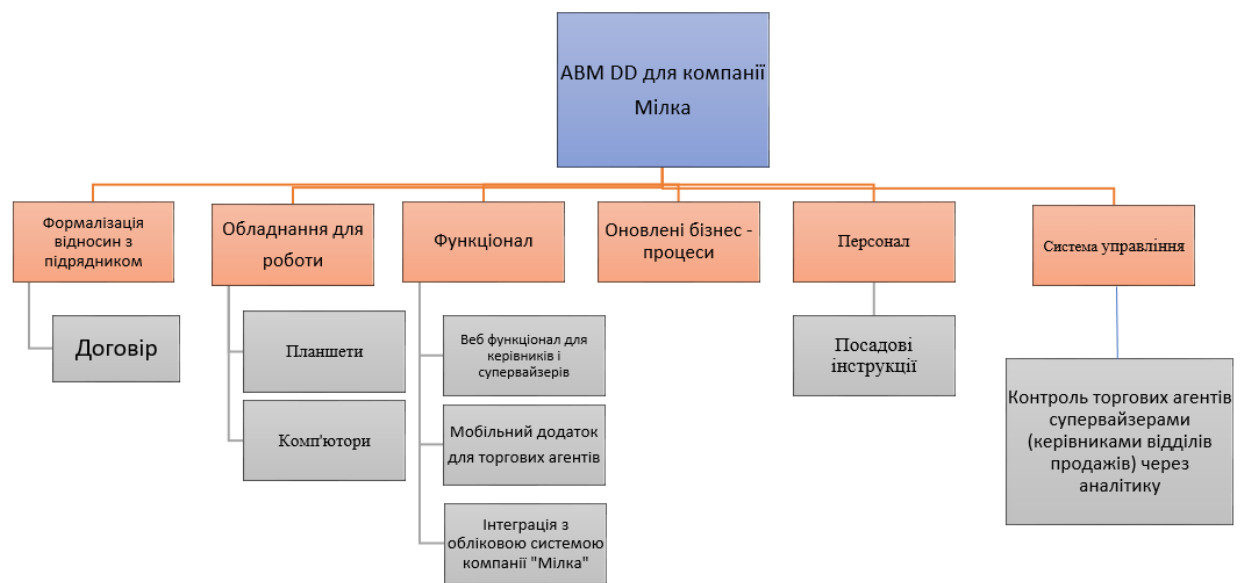 ABM DD для компанії
Мілка
Формалізація
відносин з
підрядником
Обладнання для
роботи
Функціонал
Оновлені бізнес -
процеси
Персонал
Система управління
Договір
Планшети
Комп'ютори
Веб функціонал для
керівників і
супервайзерів
Мобільний додаток
для торгових агентів
Інтеграція з
обліковою системою
компанії "Мілка"
Посадові
інструкції
Контроль торгових агентів
супервайзерами
(керівниками відділів
продажів) через
аналітику